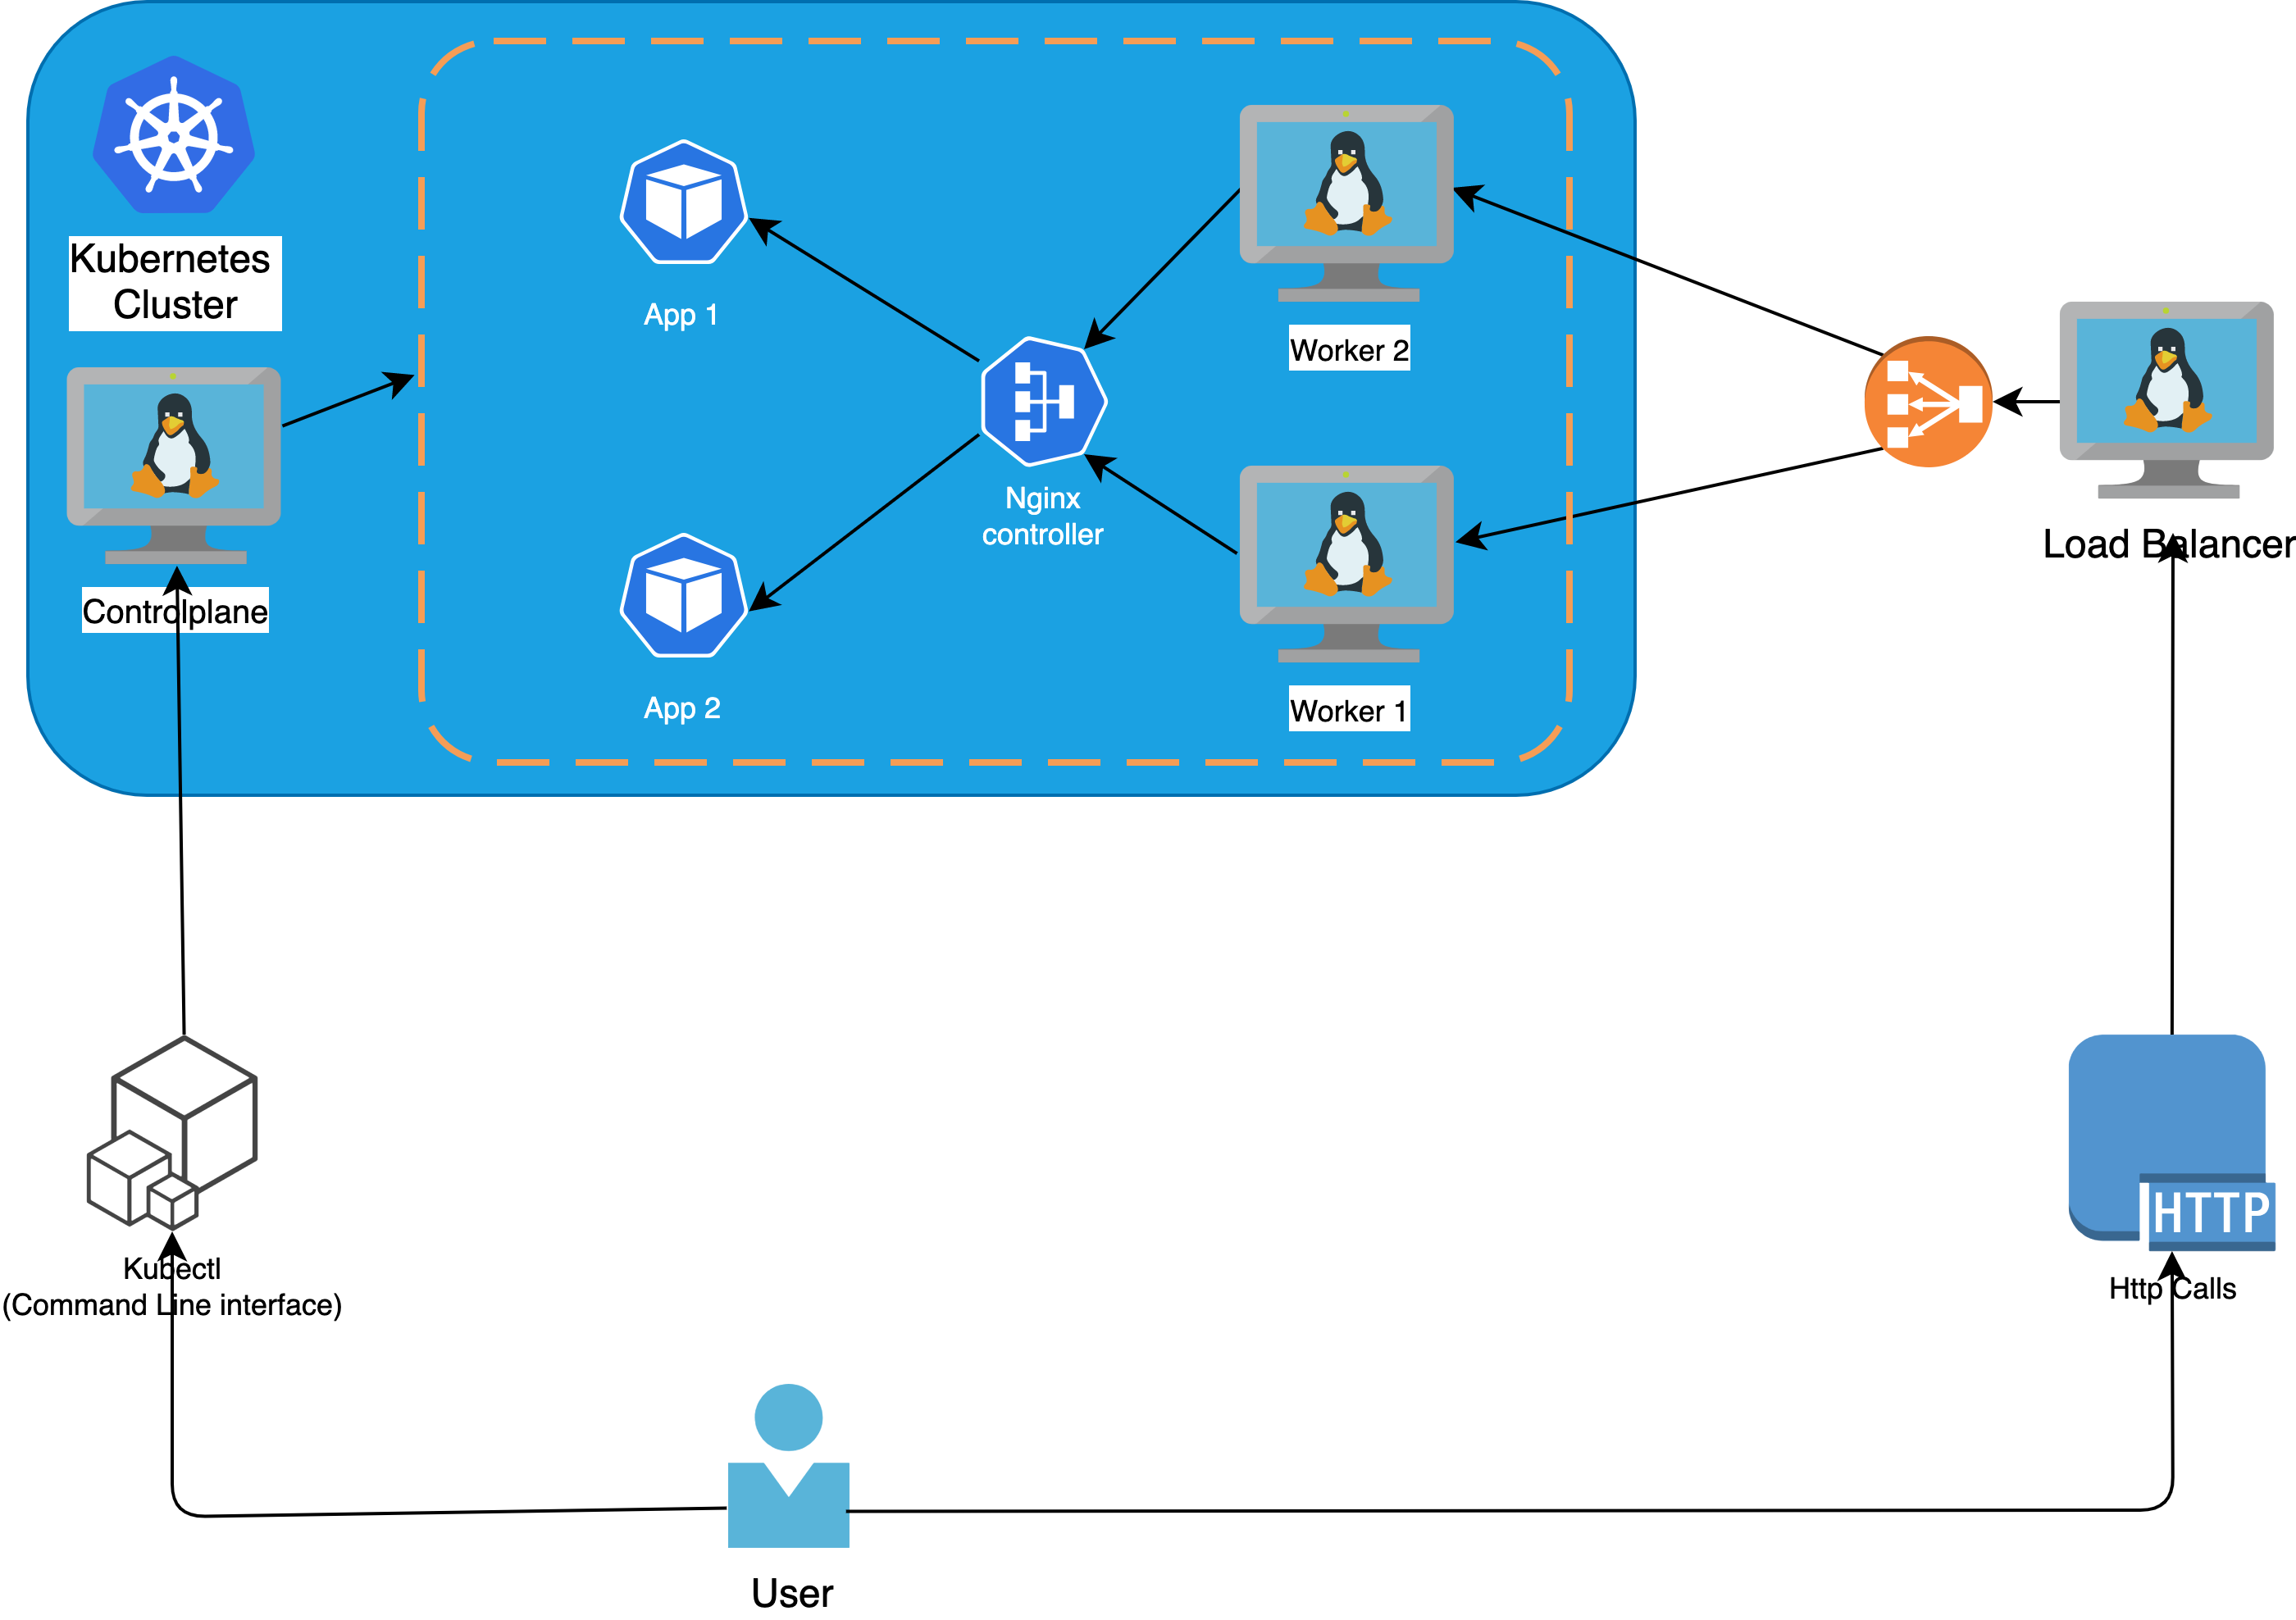 Kubernetes
Cluster
Controlplane
App 1
App 2
Nginx
controller
Worker 2
Worker 1
Load Balancer
Kubectl
(Command Line interface)
HTTP
Http Calls
User